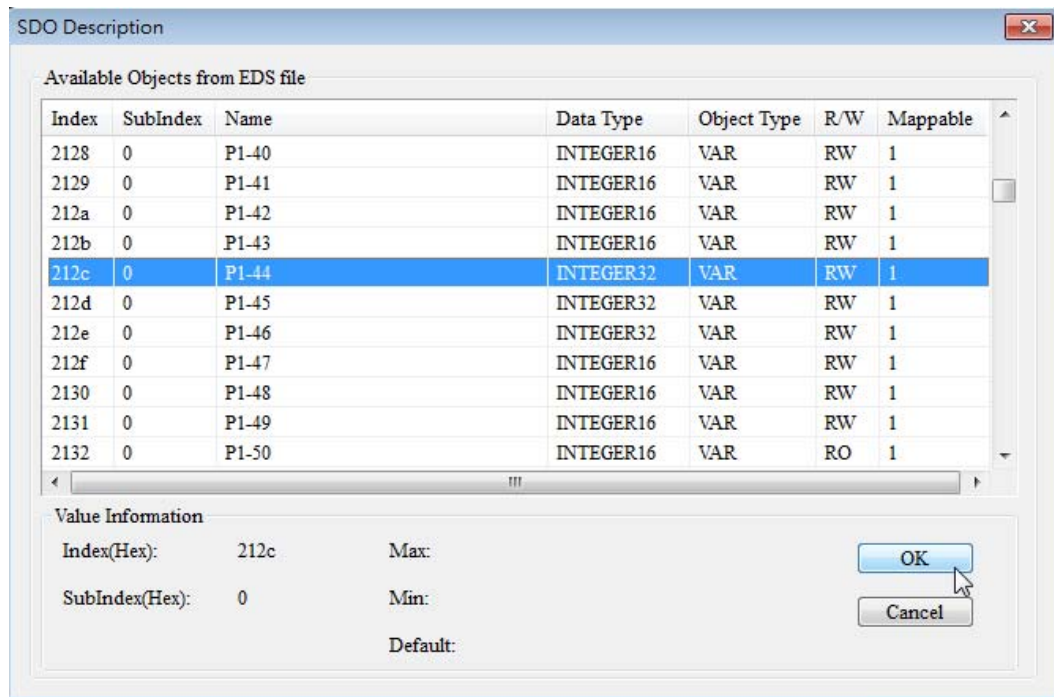 SDO Description
Available Objects from EDS file
Index SubIndex Name Data Type Object Type R/W Mappable
2128 0 P1-40 INTEGER16 VAR RW 1
2129 0 P1-41 INTEGER16 VAR RW 1
212a 0 P1-42 INTEGER16 VAR RW 1
212b 0 P1-43 INTEGER16 VAR RW 1
212c 0 P1-44 INTEGER32 VAR RW 1
212d 0 P1-45 INTEGER32 VAR RW 1
212e 0 P1-46 INTEGER32 VAR RW 1
212f 0 P1-47 INTEGER16 VAR RW 1
2130 0 P1-48 INTEGER16 VAR RW 1
2131 0 P1-49 INTEGER16 VAR RW 1
2132 0 P1-50 INTEGER16 VAR RO 1
Value Information
Index(Hex): 212c Max: OK
SubIndex(Hex): 0 Min: Cancel
Default: